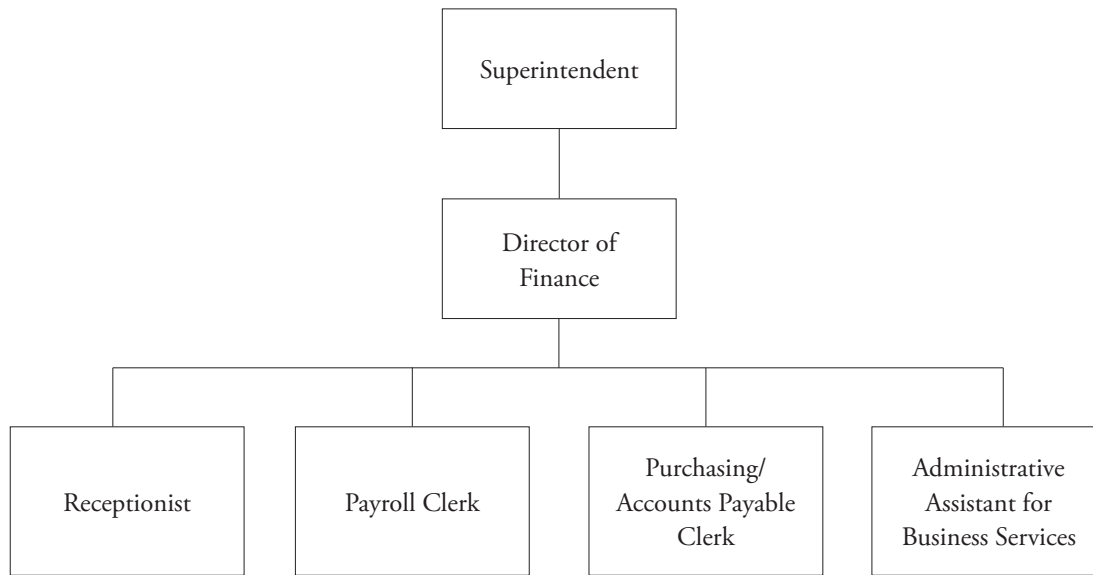 Superintendent
Director of
Finance
Receptionist
Payroll Clerk
Purchasing/
Accounts Payable
Clerk
Administrative
Assistant for
Business Services